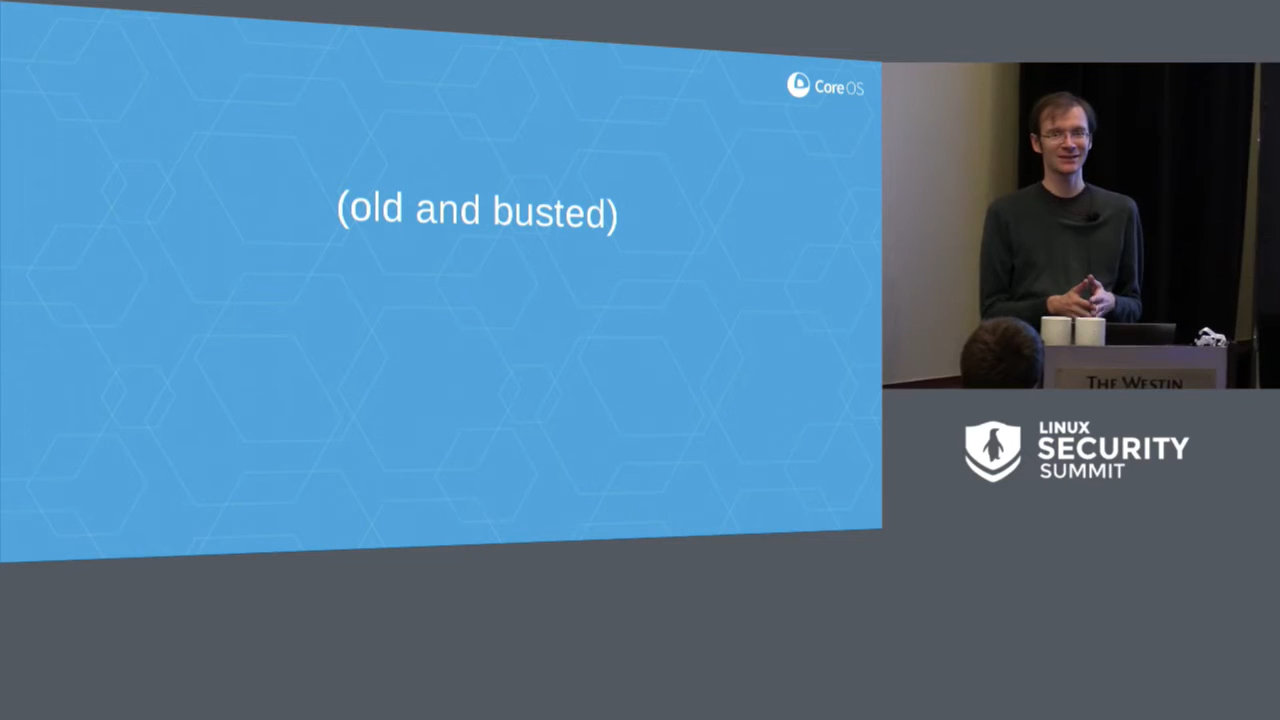 CoreOS
(old and busted)
THE WESTIN
LINUX
SECURITY
SUMMIT